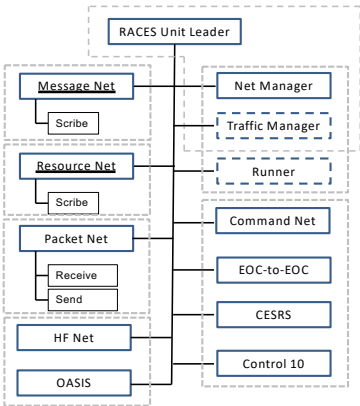 RACES Unit Leader
Message Net
Scribe
Resource Net
Scribe
Packet Net
Receive
Send
HF Net
OASIS
Net Manager
Traffic Manager
Runner
Command Net
EOC-to-EOC
CESRS
Control 10